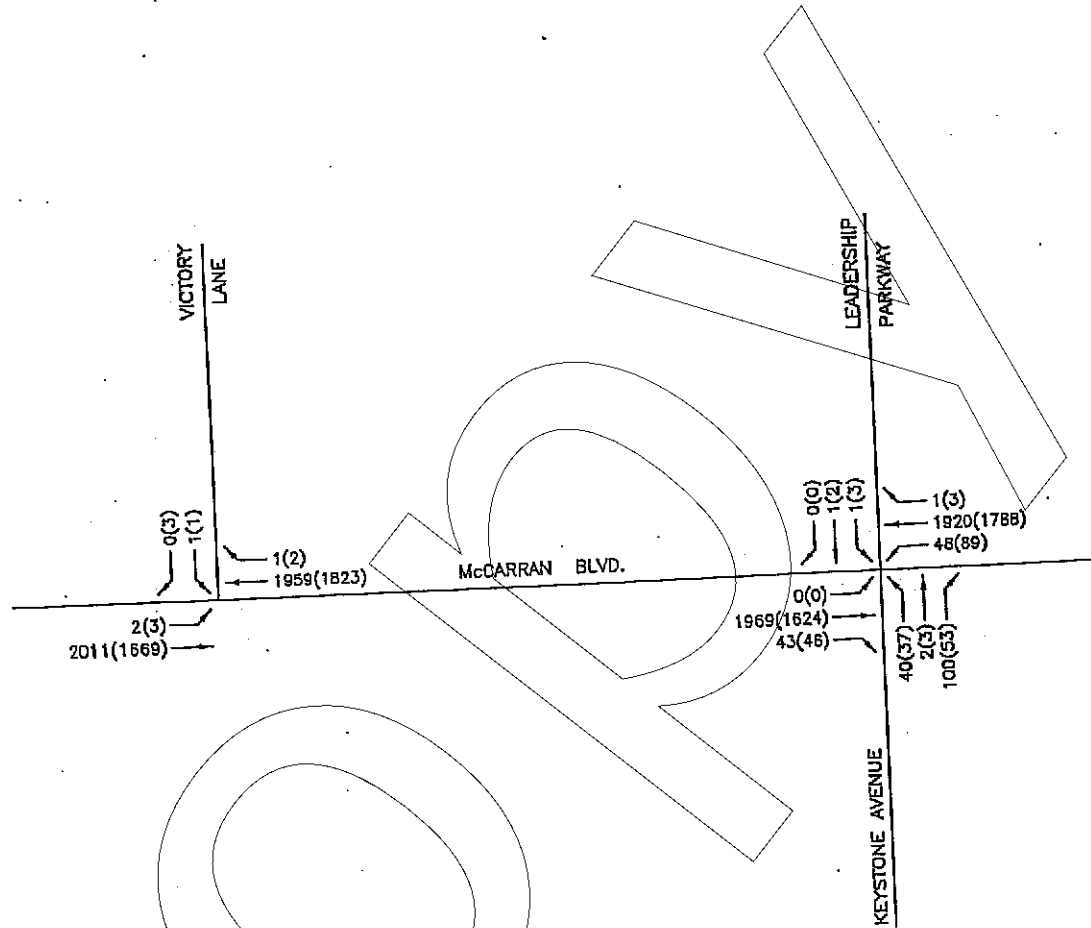 VICTORY
LANE
LEADERSHIP
PARKWAY
0(3)
1(1)
1(2)
1959(1823)
2(3)
2011(1669)
McCARRAN BLVD.
0(0)
1(2)
1(3)
1(3)
1920(1788)
48(89)
0(0)
1969(1624)
43(46)
40(37)
2(3)
100(53)
KEYSTONE AVENUE
Copy